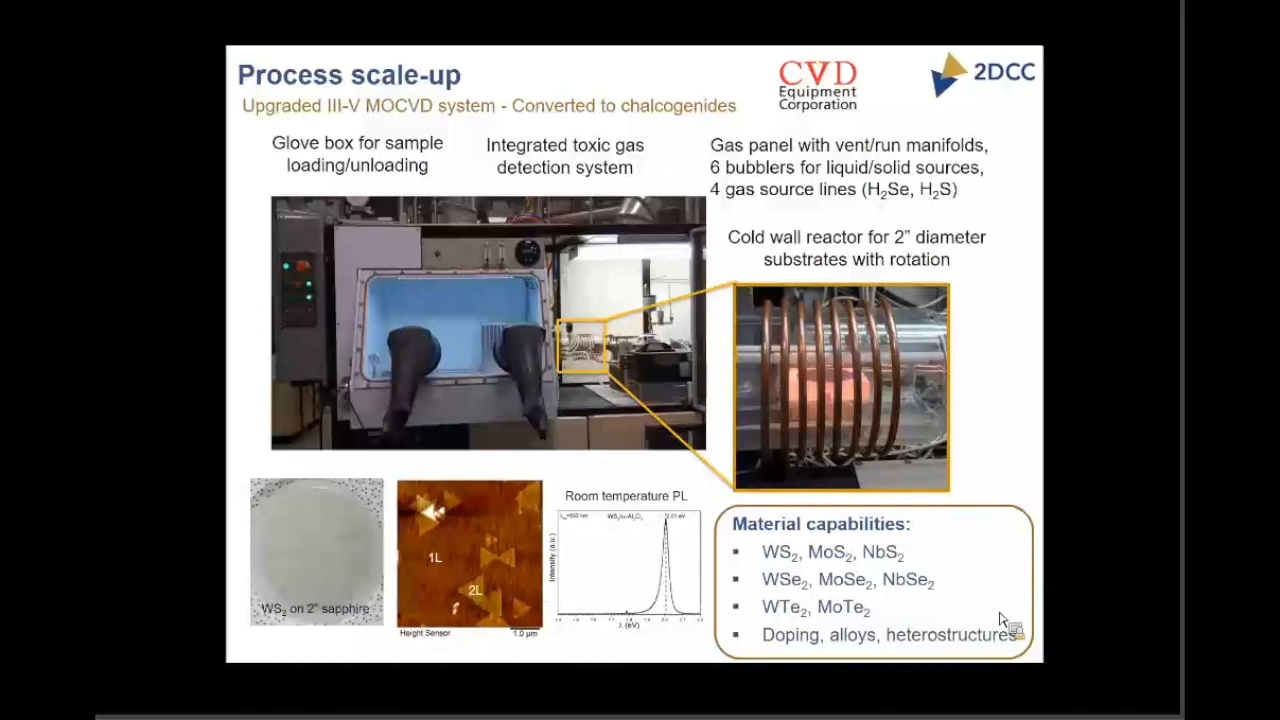 Process scale-up
Upgraded III-V MOCVD system - Converted to chalcogenides
CVD
Equipment
Corporation
2DCC
Glove box for sample
loading/unloading
Integrated toxic gas
detection system
Gas panel with vent/run manifolds,
6 bubblers for liquid/solid sources,
4 gas source lines (H₂Se, H₂S)
Cold wall reactor for 2” diameter
substrates with rotation
WS₂ on 2” sapphire
1L
2L
Height Sensor
1.0 µm
Room temperature PL
2.01 eV
Intensity (a.u.)
(eV)
Material capabilities:
▪ WS₂, MoS₂, NbS₂
▪ WSe₂, MoSe₂, NbSe₂
▪ WTe₂, MoTe₂
▪ Doping, alloys, heterostructures